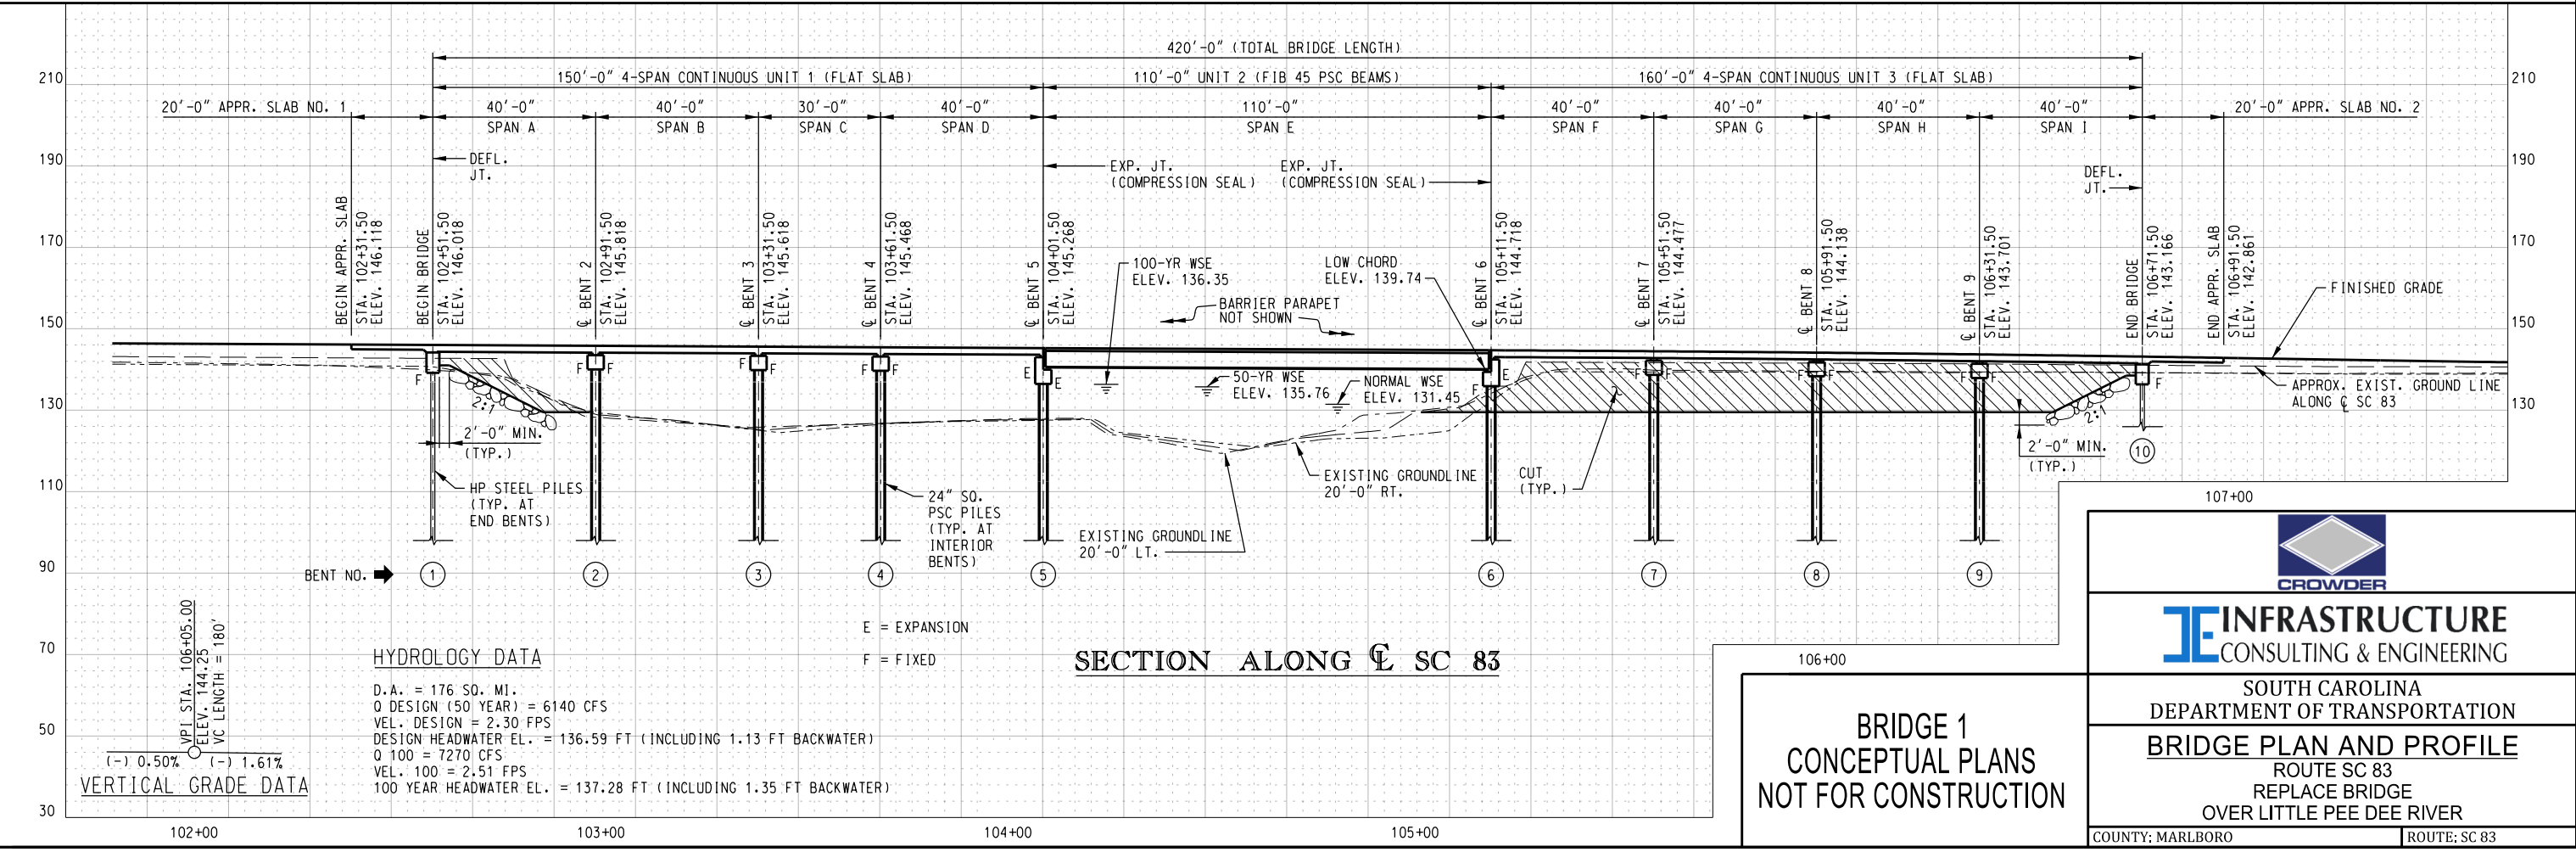 420'-0" (TOTAL BRIDGE LENGTH)
150'-0" 4-SPAN CONTINUOUS UNIT 1 (FLAT SLAB)
110'-0" UNIT 2 (FIB 45 PSC BEAMS)
160'-0" 4-SPAN CONTINUOUS UNIT 3 (FLAT SLAB)
20'-0" APPR. SLAB NO. 1
40'-0"
SPAN A
40'-0"
SPAN B
30'-0"
SPAN C
40'-0"
SPAN D
110'-0"
SPAN E
40'-0"
SPAN F
40'-0"
SPAN G
40'-0"
SPAN H
40'-0"
SPAN I
20'-0" APPR. SLAB NO. 2
210
190
170
150
130
110
90
70
50
30
210
190
170
150
130
DEFL.
JT.
EXP. JT.
(COMPRESSION SEAL)
EXP. JT.
(COMPRESSION SEAL)
DEFL.
JT.
BEGIN APPR. SLAB
STA. 102+31.50
ELEV. 146.118
BEGIN BRIDGE
STA. 102+51.50
ELEV. 146.018
℄ BENT 2
STA. 102+91.50
ELEV. 145.818
℄ BENT 3
STA. 103+31.50
ELEV. 145.618
℄ BENT 4
STA. 103+61.50
ELEV. 145.468
℄ BENT 5
STA. 104+01.50
ELEV. 145.268
℄ BENT 6
STA. 105+11.50
ELEV. 144.718
℄ BENT 7
STA. 105+51.50
ELEV. 144.477
℄ BENT 8
STA. 105+91.50
ELEV. 144.138
℄ BENT 9
STA. 106+31.50
ELEV. 143.701
END BRIDGE
STA. 106+71.50
ELEV. 143.166
END APPR. SLAB
STA. 106+91.50
ELEV. 142.861
100-YR WSE
ELEV. 136.35
LOW CHORD
ELEV. 139.74
BARRIER PARAPET
NOT SHOWN
FINISHED GRADE
50-YR WSE
ELEV. 135.76
NORMAL WSE
ELEV. 131.45
APPROX. EXIST. GROUND LINE
ALONG ℄ SC 83
F
F F
F F
F F
E E
E
F
F F
F F
F F
F
2:1
2'-0" MIN.
(TYP.)
2:1
2'-0" MIN.
(TYP.)
HP STEEL PILES
(TYP. AT
END BENTS)
24" SQ.
PSC PILES
(TYP. AT
INTERIOR
BENTS)
EXISTING GROUNDLINE
20'-0" RT.
EXISTING GROUNDLINE
20'-0" LT.
CUT
(TYP.)
BENT NO.
1
2
3
4
5
6
7
8
9
10
VPI STA. 106+05.00
ELEV. 144.25
VC LENGTH = 180'
(-) 0.50% (-) 1.61%
VERTICAL GRADE DATA
HYDROLOGY DATA
D.A. = 176 SQ. MI.
Q DESIGN (50 YEAR) = 6140 CFS
VEL. DESIGN = 2.30 FPS
DESIGN HEADWATER EL. = 136.59 FT (INCLUDING 1.13 FT BACKWATER)
Q 100 = 7270 CFS
VEL. 100 = 2.51 FPS
100 YEAR HEADWATER EL. = 137.28 FT (INCLUDING 1.35 FT BACKWATER)
E = EXPANSION
F = FIXED
SECTION ALONG ℄ SC 83
102+00
103+00
104+00
105+00
106+00
107+00
BRIDGE 1
CONCEPTUAL PLANS
NOT FOR CONSTRUCTION
CROWDER
INFRASTRUCTURE
CONSULTING & ENGINEERING
SOUTH CAROLINA
DEPARTMENT OF TRANSPORTATION
BRIDGE PLAN AND PROFILE
ROUTE SC 83
REPLACE BRIDGE
OVER LITTLE PEE DEE RIVER
COUNTY: MARLBORO
ROUTE: SC 83